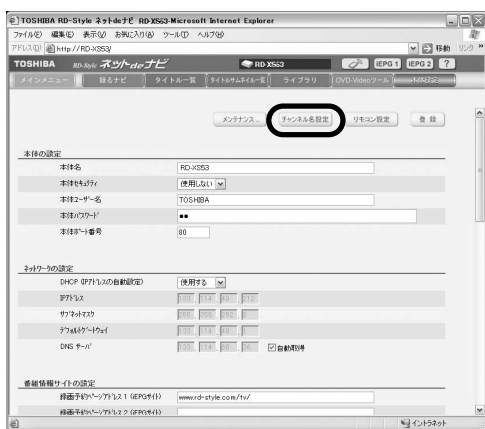 TOSHIBA RD-Style ネットdeナビ RD-XS53-Microsoft Internet Explorer
ファイル(F) 編集(E) 表示(V) お気に入り(A) ツール(T) ヘルプ(H)
アドレス(D) http://RD-XS53/ 移動 リンク »
TOSHIBA RD-Style ネットdeナビ RD-XS53 iEPG 1 iEPG 2 ?
メインメニュー 録るナビ タイトル一覧 タイトルサムネイル一覧 ライブラリ DVD-Videoツール 本体設定
メンテナンス... チャンネル名設定 リモコン設定 登録
本体の設定
本体名 RD-XS53
本体セキュリティ 使用しない
本体ユーザー名 TOSHIBA
本体パスワード ●●
本体ポート番号 80
ネットワークの設定
DHCP (IPアドレスの自動設定) 使用する
IPアドレス
サブネットマスク
デフォルトゲートウェイ
DNS サーバ 自動取得
番組情報サイトの設定
録画予約ページアドレス 1 (iEPGサイト) www.rd-style.com/tv/
録画予約ページアドレス 2 (iEPGサイト)
イントラネット